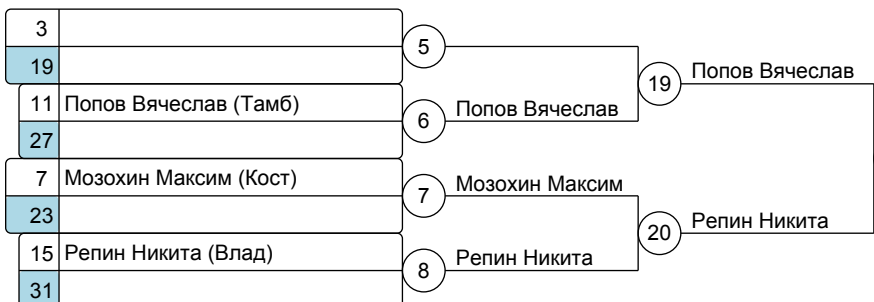 3
5
19
19 Попов Вячеслав
11 Попов Вячеслав (Тамб)
6 Попов Вячеслав
27
7 Мозохин Максим (Кост)
7 Мозохин Максим
23
20 Репин Никита
15 Репин Никита (Влад)
8 Репин Никита
31